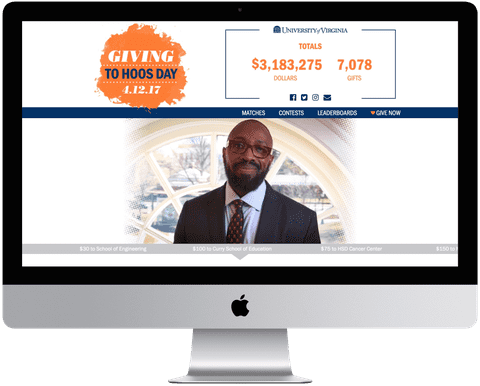 GIVING
TO HOOS DAY
4.12.17
UNIVERSITY of VIRGINIA
TOTALS
$3,183,275
DOLLARS
7,078
GIFTS
MATCHES CONTESTS LEADERBOARDS GIVE NOW
$30 to School of Engineering $100 to Curry School of Education $75 to HSD Cancer Center